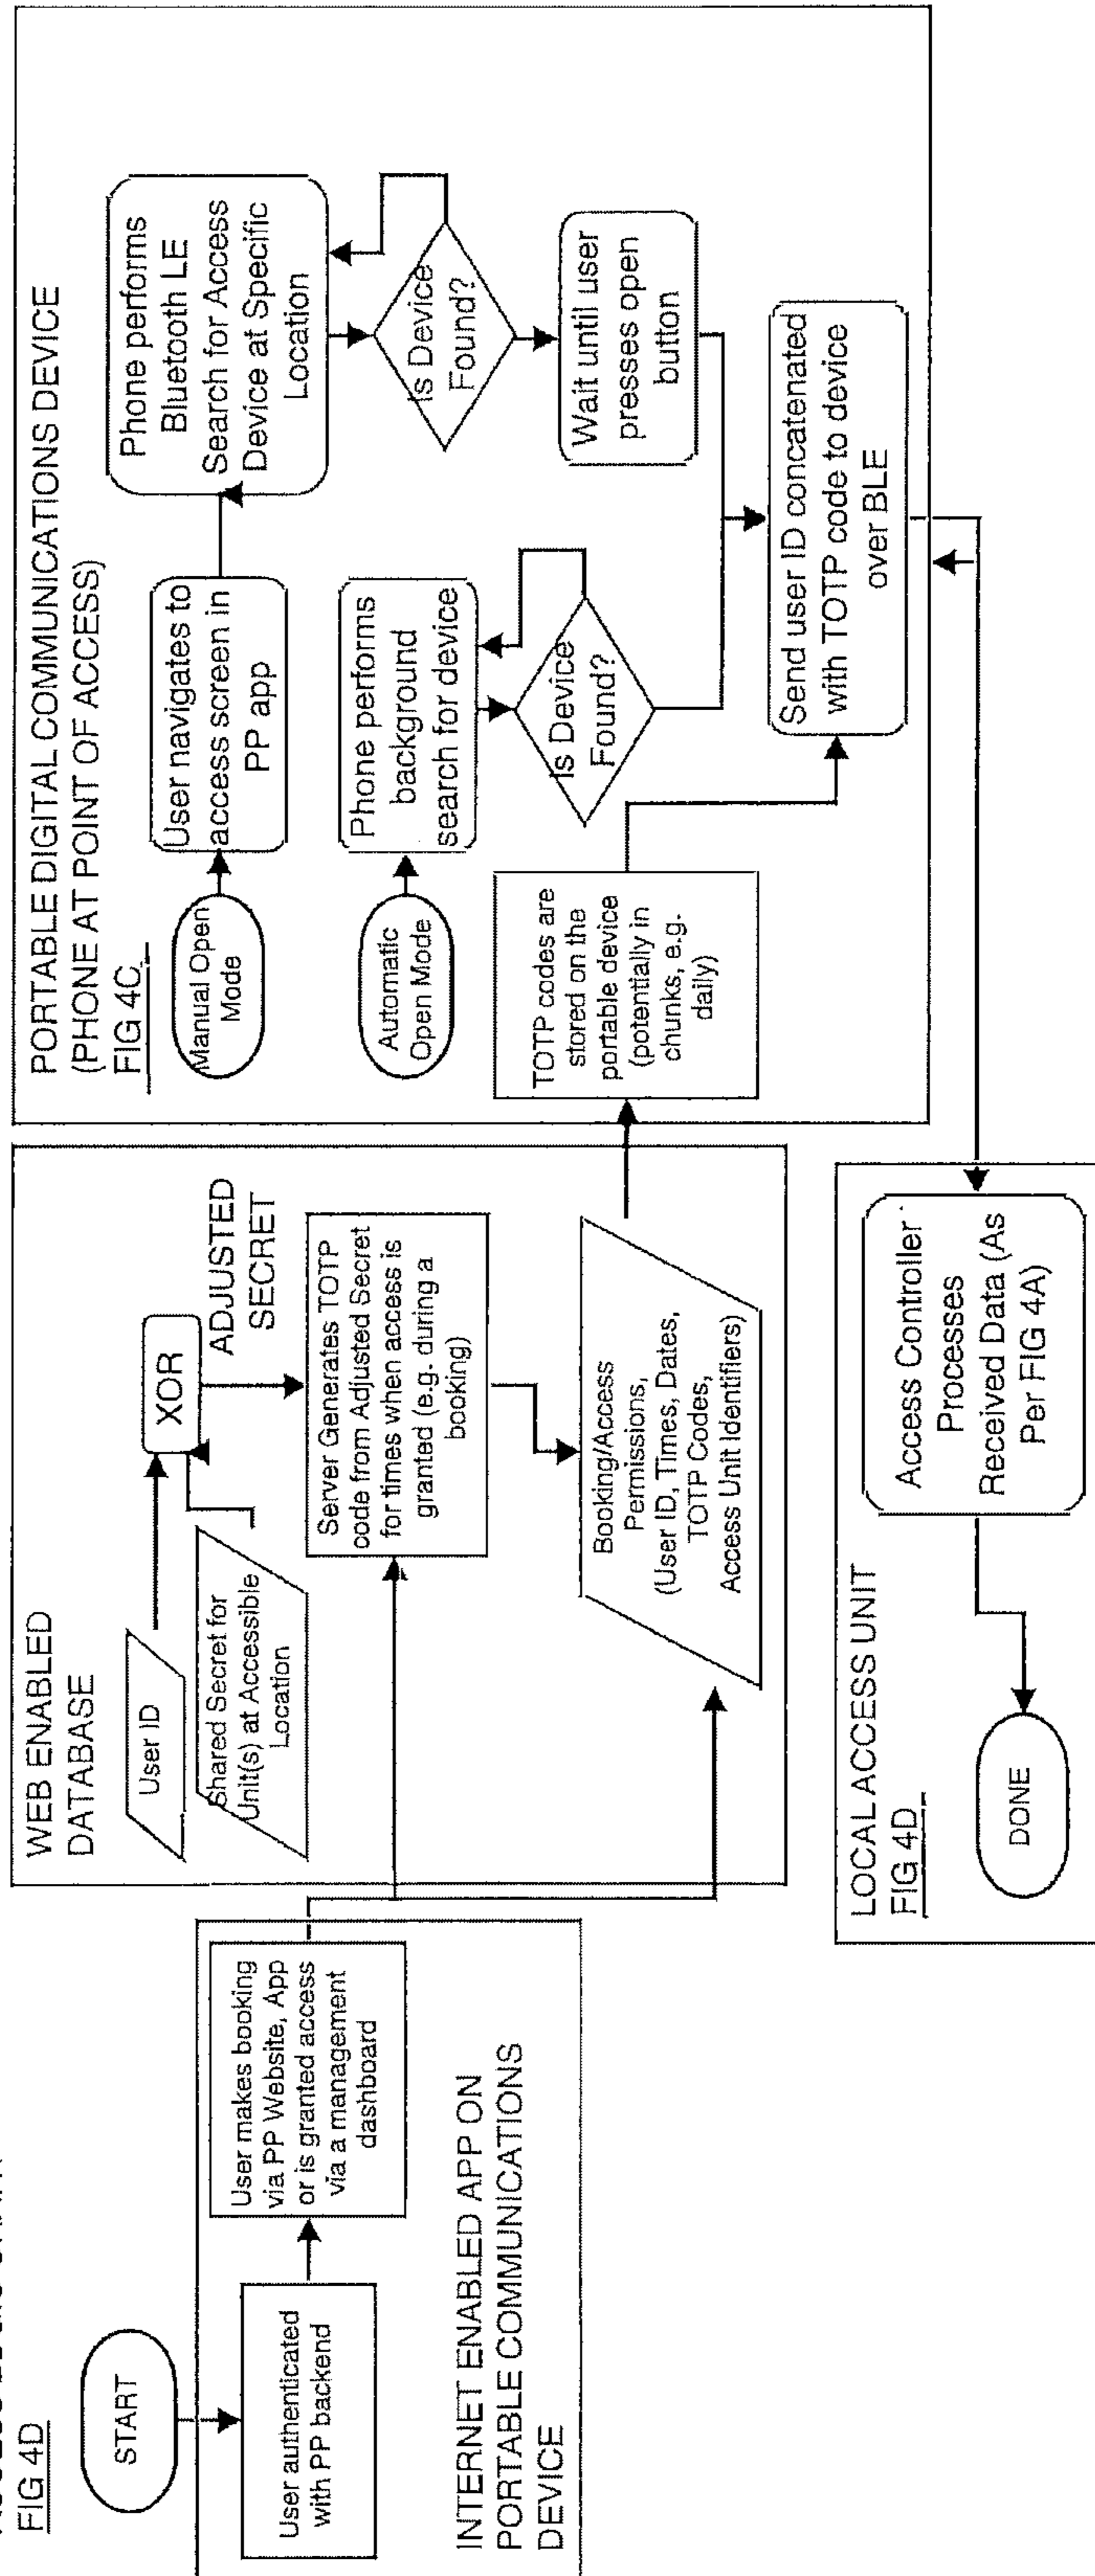 FIG 4D
START
User authenticated
with PP backend
User makes booking
via PP Website, App
or is granted access
via a management
dashboard
INTERNET ENABLED APP ON
PORTABLE COMMUNICATIONS
DEVICE
WEB ENABLED
DATABASE
User ID
Shared Secret for
Unit(s) at Accessible
Location
XOR
ADJUSTED
SECRET
Server Generates TOTP
code from Adjusted Secret
for times when access is
granted (e.g. during a
booking)
Booking/Access
Permissions,
(User ID, Times, Dates,
TOTP Codes,
Access Unit Identifiers)
PORTABLE DIGITAL COMMUNICATIONS DEVICE
(PHONE AT POINT OF ACCESS)
FIG 4C
Manual Open
Mode
User navigates to
access screen in
PP app
Phone performs
Bluetooth LE
Search for Access
Device at Specific
Location
Is Device
Found?
Wait until user
presses open
button
Automatic
Open Mode
Phone performs
background
search for device
Is Device
Found?
TOTP codes are
stored on the
portable device
(potentially in
chunks, e.g.
daily)
Send user ID concatenated
with TOTP code to device
over BLE
LOCAL ACCESS UNIT
FIG 4D
Access Controller
Processes
Received Data (As
Per FIG 4A)
DONE